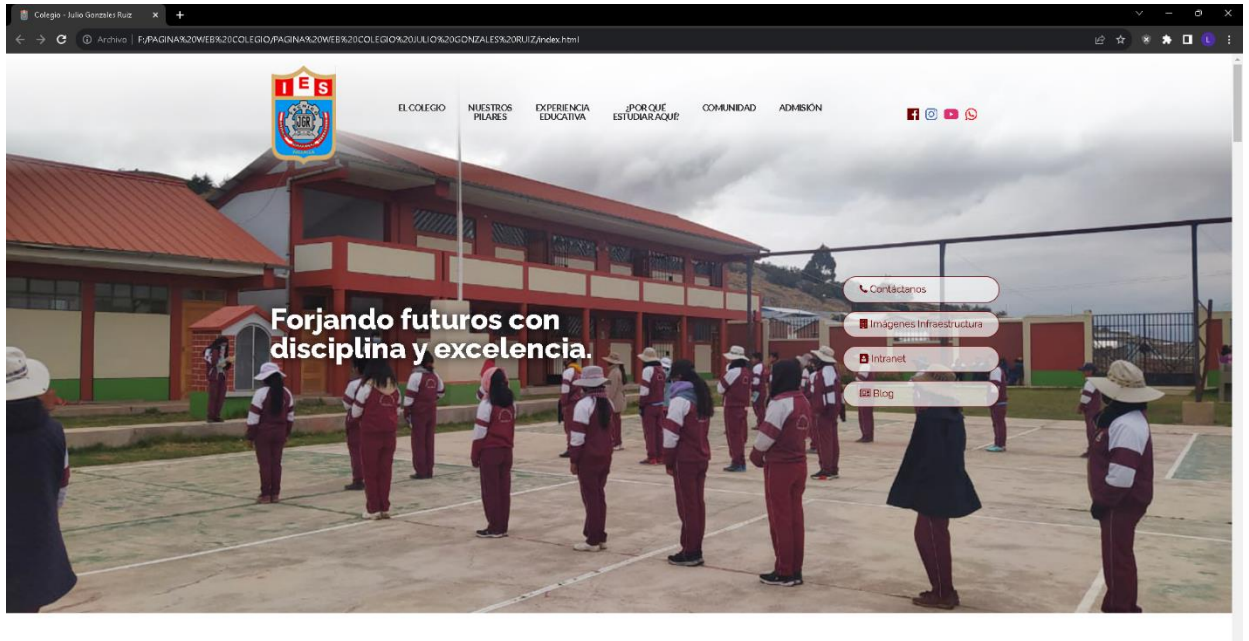 Colegio - Julio Gonzales Ruiz
Archivo
F:/PAGINA%20WEB%20COLEGIO/PAGINA%20WEB%20COLEGIO%20JULIO%20GONZALES%20RUIZ/index.html
L
I E S
JGR
EL COLEGIO
NUESTROS
PILARES
EXPERIENCIA
EDUCATIVA
¿POR QUÉ
ESTUDIAR AQUÍ?
COMUNIDAD
ADMISIÓN
Contáctanos
Imágenes Infraestructura
Intranet
Blog
Forjando futuros con
disciplina y excelencia.